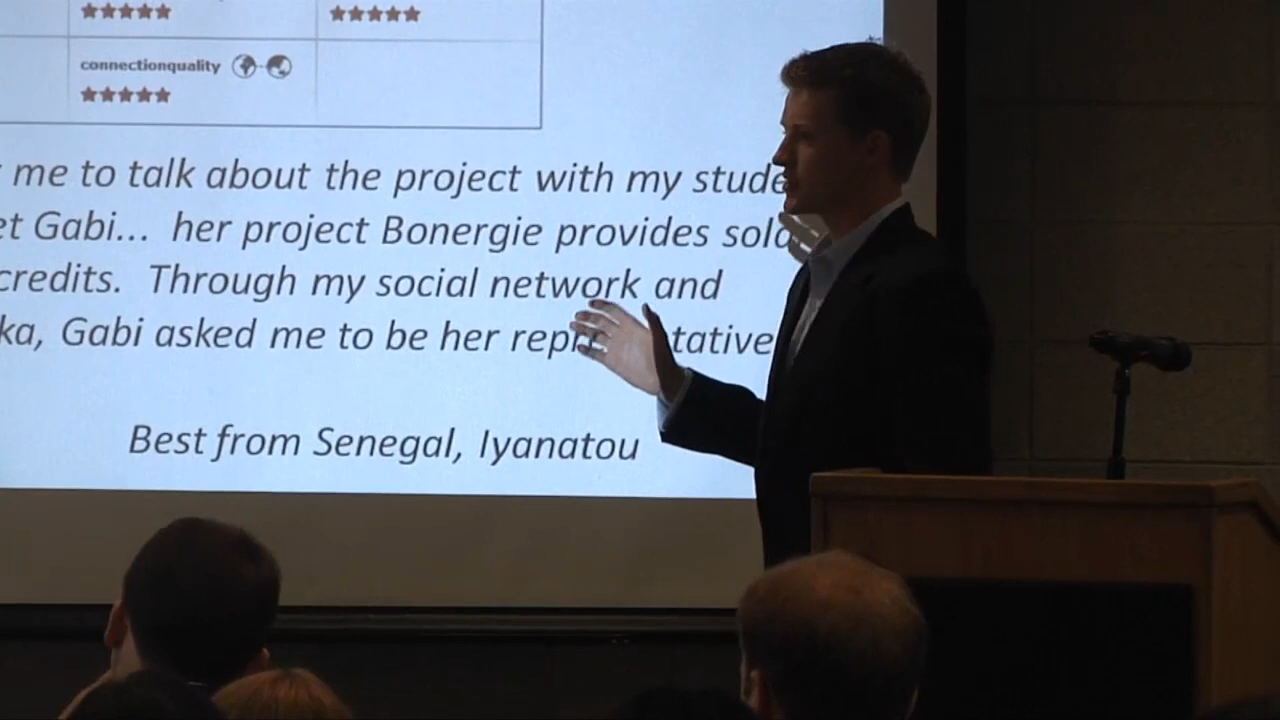 ★★★★★ ★★★★★
connectionquality
★★★★★
me to talk about the project with my stude
et Gabi... her project Bonergie provides sola
credits. Through my social network and
ka, Gabi asked me to be her repr tative
Best from Senegal, Iyanatou